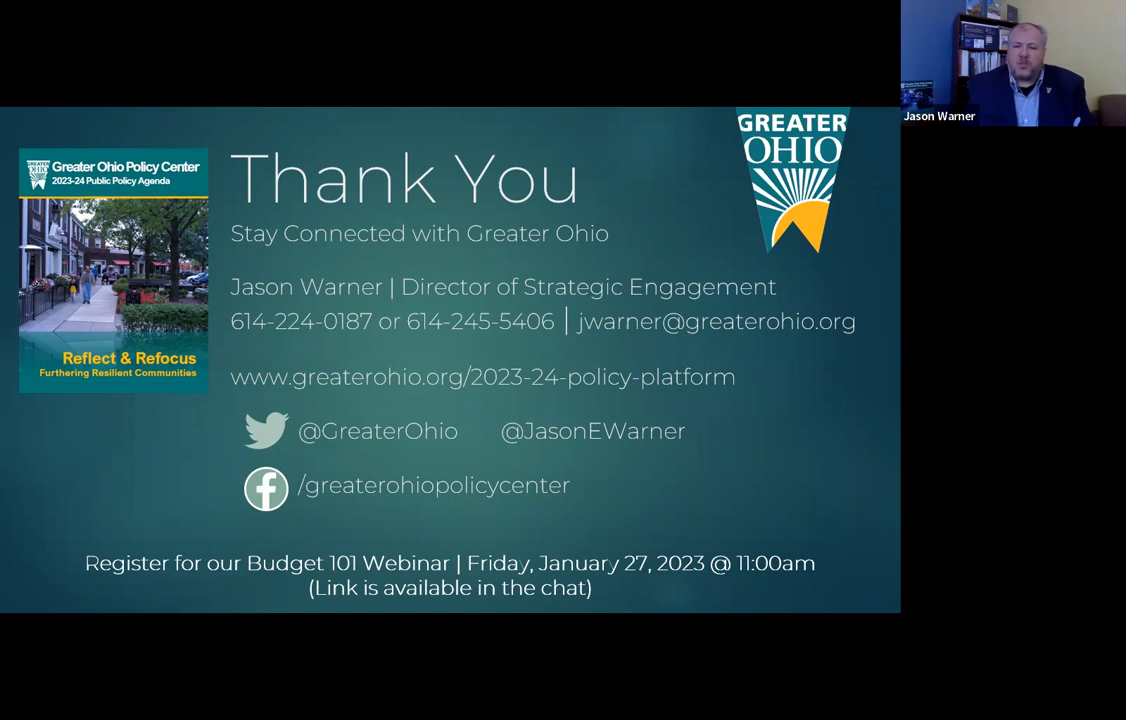 Jason Warner
GREATER
OHIO
GREATER
OHIO
Greater Ohio Policy Center
2023-24 Public Policy Agenda
Reflect & Refocus
Furthering Resilient Communities
Thank You
Stay Connected with Greater Ohio
Jason Warner | Director of Strategic Engagement
614-224-0187 or 614-245-5406 | jwarner@greaterohio.org
www.greaterohio.org/2023-24-policy-platform
@GreaterOhio @JasonEWarner
/greaterohiopolicycenter
Register for our Budget 101 Webinar | Friday, January 27, 2023 @ 11:00am
(Link is available in the chat)